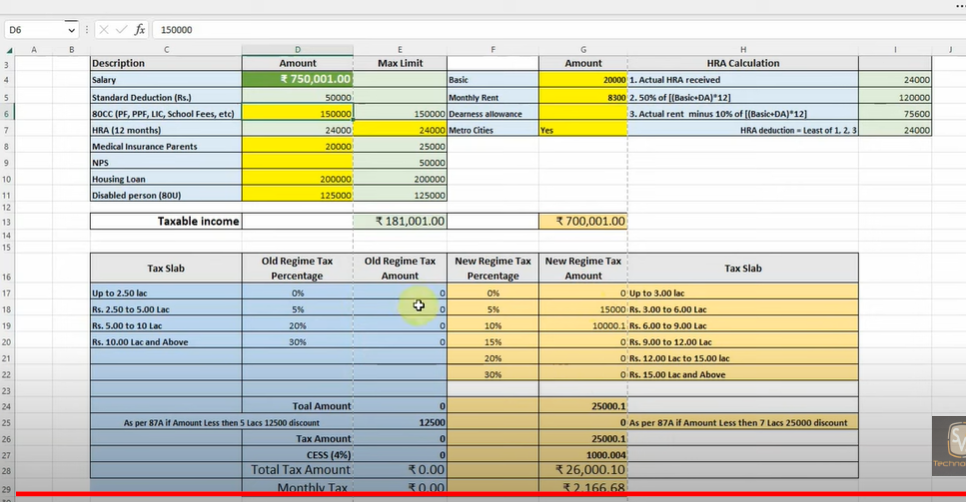 D6 fx 150000
A B C D E F G H I J
3 Description Amount Max Limit Amount HRA Calculation
4 Salary ₹ 750,001.00 Basic 20000 1. Actual HRA received 24000
5 Standard Deduction (Rs.) 50000 Monthly Rent 8300 2. 50% of [(Basic+DA)*12] 120000
6 80CC (PF, PPF, LIC, School Fees, etc) 150000 150000 Dearness allowance 3. Actual rent minus 10% of [(Basic+DA)*12] 75600
7 HRA (12 months) 24000 24000 Metro Cities Yes HRA deduction = Least of 1, 2, 3 24000
8 Medical Insurance Parents 20000 25000
9 NPS 50000
10 Housing Loan 200000 200000
11 Disabled person (80U) 125000 125000
12
13 Taxable income ₹ 181,001.00 ₹ 700,001.00
14
15
16 Tax Slab Old Regime Tax Percentage Old Regime Tax Amount New Regime Tax Percentage New Regime Tax Amount Tax Slab
17 Up to 2.50 lac 0% 0 0% 0 Up to 3.00 lac
18 Rs. 2.50 to 5.00 Lac 5% 0 5% 15000 Rs. 3.00 to 6.00 Lac
19 Rs. 5.00 to 10 Lac 20% 0 10% 10000.1 Rs. 6.00 to 9.00 Lac
20 Rs. 10.00 Lac and Above 30% 0 15% 0 Rs. 9.00 to 12.00 Lac
21 20% 0 Rs. 12.00 Lac to 15.00 lac
22 30% 0 Rs. 15.00 Lac and Above
23
24 Toal Amount 0 25000.1
25 As per 87A if Amount Less then 5 Lacs 12500 discount 12500 0 As per 87A if Amount Less then 7 Lacs 25000 discount
26 Tax Amount 0 25000.1
27 CESS (4%) 0 1000.004
28 Total Tax Amount ₹ 0.00 ₹ 26,000.10
29 Monthly Tax ₹ 0.00 ₹ 2,166.68